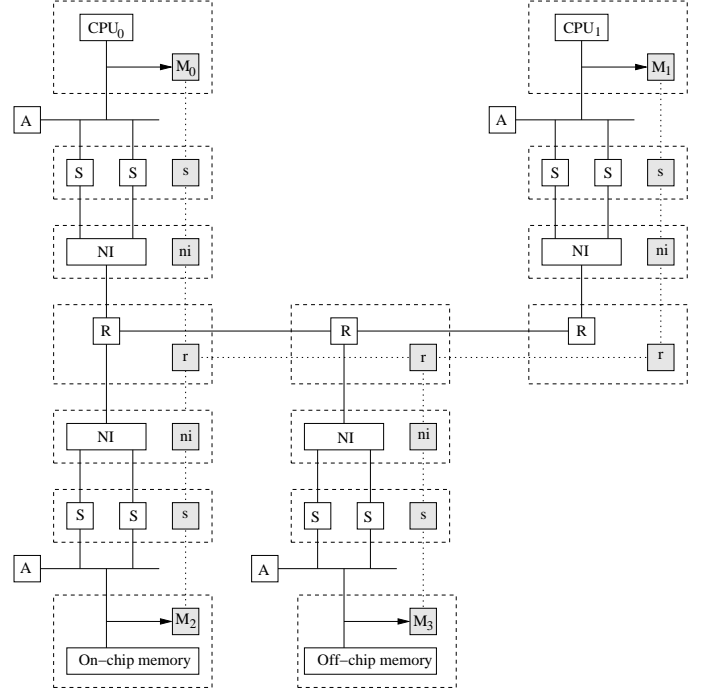 CPU0 CPU1
M0 M1
A A
S S s S S s
NI ni NI ni
R R R
r r r
NI ni NI ni
S S s S S s
A A
M2 M3
On-chip memory Off-chip memory